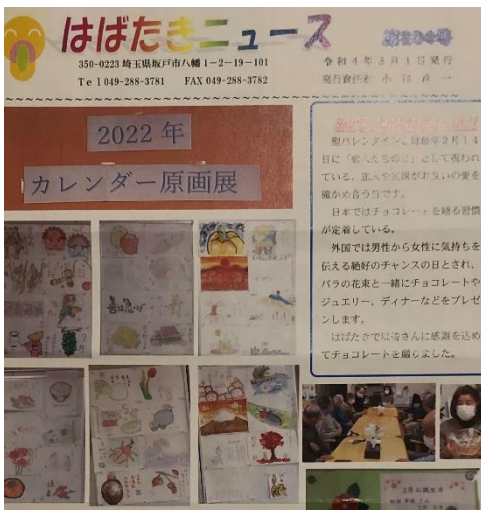 はばたきニュース
350-0223 埼玉県坂戸市八幡1-2-19-101
Tel 049-288-3781 FAX 049-288-3782
令和4年3月1日発行
発行責任者 小
2022年
カレンダー原画展
聖バレンタインは毎年2月14
日に「恋人たちの日」として祝われ
ている。恋人や夫婦がお互いの愛を
確かめ合う日です。
日本ではチョコレートを贈る習慣
が定着している。
外国では男性から女性に気持ちを
伝える絶好のチャンスの日とされ、
バラの花束と一緒にチョコレートや
ジュエリー、ディナーなどをプレゼ
ンします。
はばたきでは皆さんに感謝を込め
てチョコレートを贈りました。